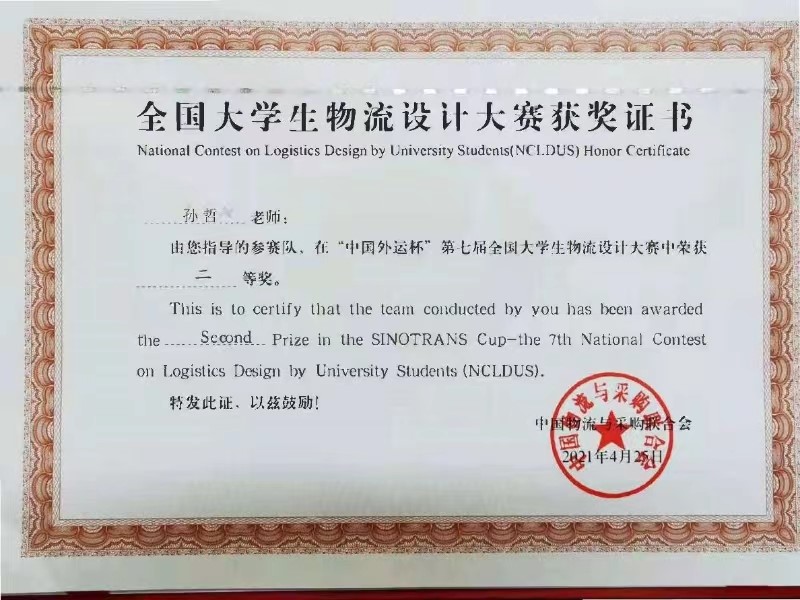 全国大学生物流设计大赛获奖证书
National Contest on Logistics Design by University Students(NCLDUS) Honor Certificate
孙哲 老师:
由您指导的参赛队、在“中国外运杯”第七届全国大学生物流设计大赛中荣获
二 等奖。
This is to certify that the team conducted by you has been awarded
the Second Prize in the SINOTRANS Cup-the 7th National Contest
on Logistics Design by University Students (NCLDUS).
特发此证、以兹鼓励!
中国物流与采购联合会
2021年4月25日
中国物流与采购联合会